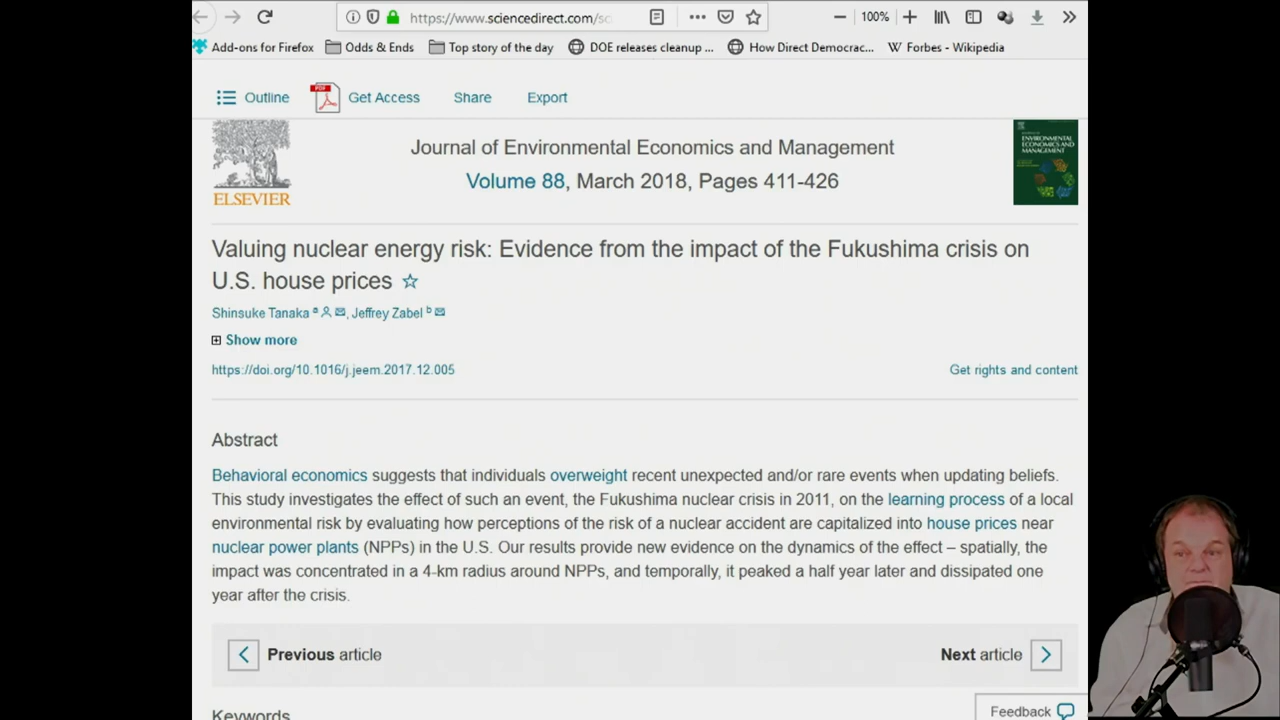 https://www.sciencedirect.com/sc
100%
Add-ons for Firefox
Odds & Ends
Top story of the day
DOE releases cleanup ...
How Direct Democrac...
W Forbes - Wikipedia
Outline
PDF
Get Access
Share
Export
ELSEVIER
Journal of Environmental Economics and Management
Volume 88, March 2018, Pages 411-426
ENVIRONMENTAL
ECONOMICS AND
MANAGEMENT
Valuing nuclear energy risk: Evidence from the impact of the Fukushima crisis on
U.S. house prices
Shinsuke Tanaka a, Jeffrey Zabel b
Show more
https://doi.org/10.1016/j.jeem.2017.12.005
Get rights and content
Abstract
Behavioral economics suggests that individuals overweight recent unexpected and/or rare events when updating beliefs.
This study investigates the effect of such an event, the Fukushima nuclear crisis in 2011, on the learning process of a local
environmental risk by evaluating how perceptions of the risk of a nuclear accident are capitalized into house prices near
nuclear power plants (NPPs) in the U.S. Our results provide new evidence on the dynamics of the effect – spatially, the
impact was concentrated in a 4-km radius around NPPs, and temporally, it peaked a half year later and dissipated one
year after the crisis.
Previous article
Next article
Keywords
Feedback